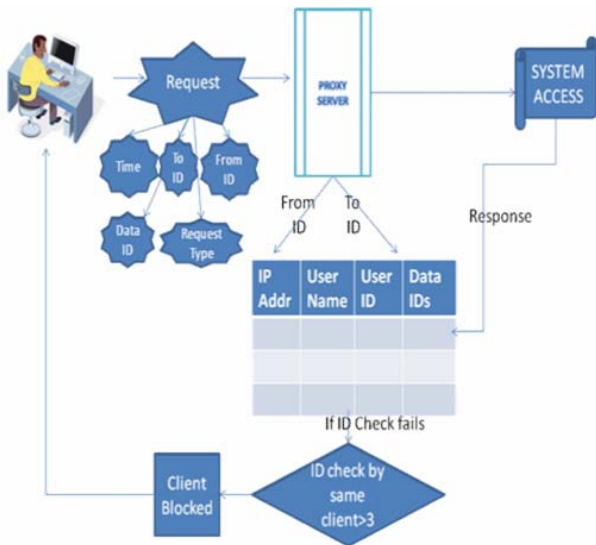 Request
PROXY
SERVER
SYSTEM
ACCESS
Time
To
ID
From
ID
Data
ID
Request
Type
From
ID
To
ID
Response
IP
Addr
User
Name
User
ID
Data
IDs
If ID Check fails
ID check by
same
client>3
Client
Blocked